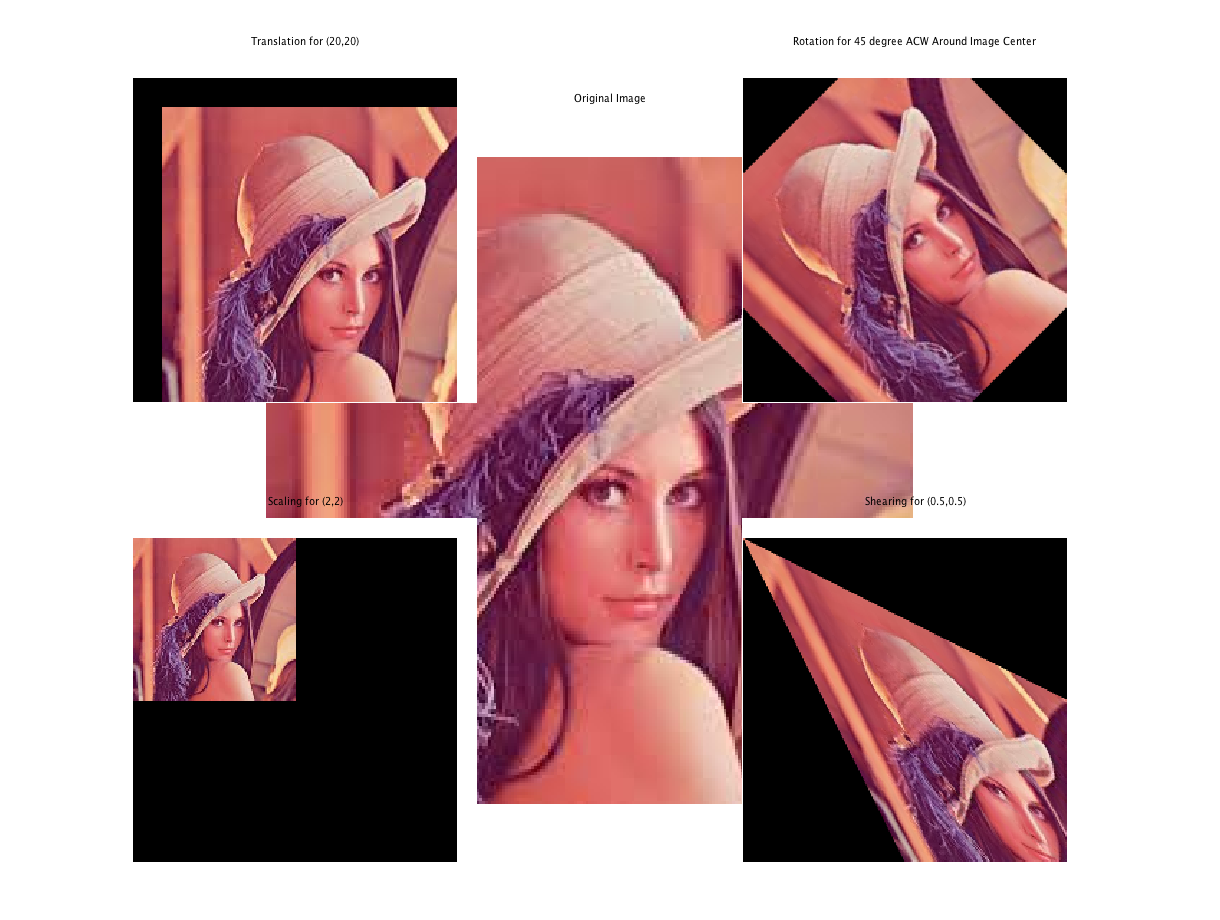 Translation for (20,20)
Rotation for 45 degree ACW Around Image Center
Original Image
Scaling for (2,2)
Shearing for (0.5,0.5)